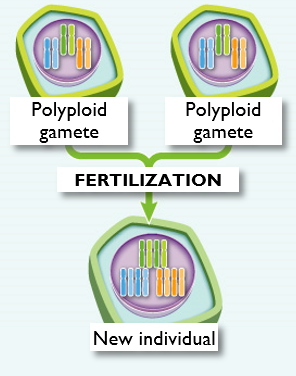 Polyploid
gamete
Polyploid
gamete
FERTILIZATION
New individual